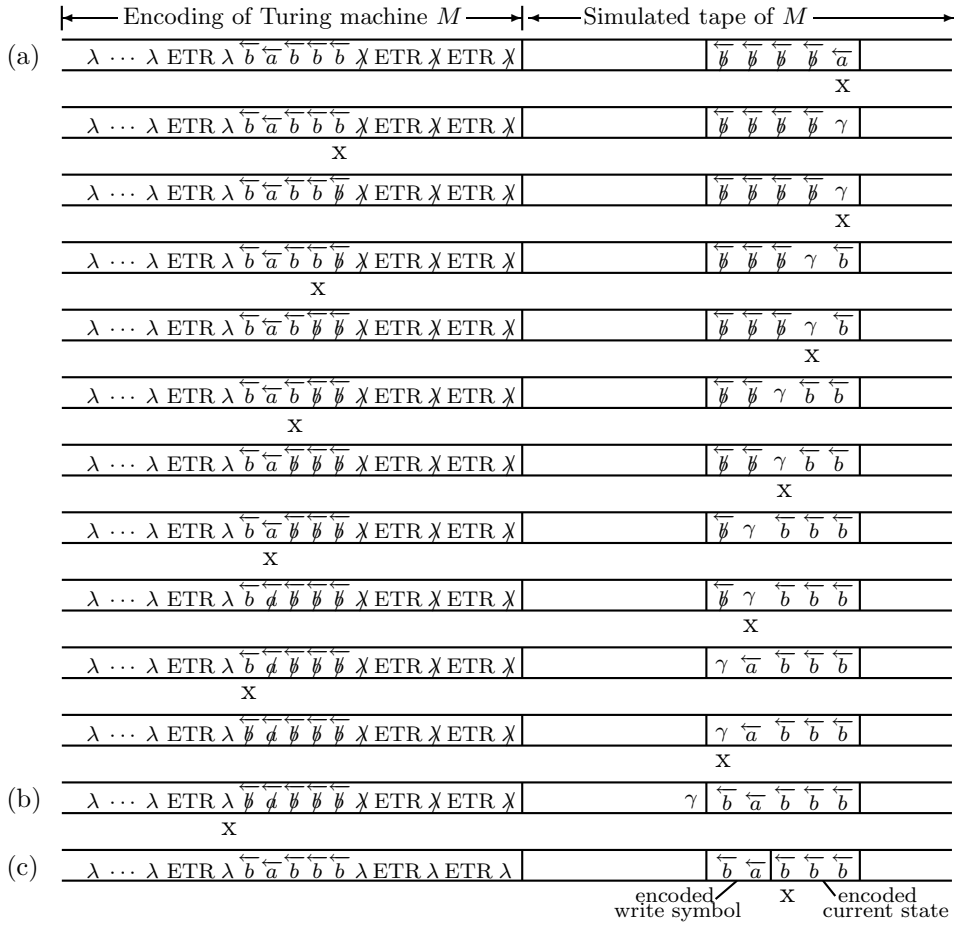 Encoding of Turing machine M Simulated tape of M
(a) λ ··· λ ETR λ b⃖ a⃖ b⃖ b⃖ b⃖ λ̸ ETR λ̸ ETR λ̸ b̸⃖ b̸⃖ b̸⃖ b̸⃖ a⃖
x
λ ··· λ ETR λ b⃖ a⃖ b⃖ b⃖ b⃖ λ̸ ETR λ̸ ETR λ̸ b̸⃖ b̸⃖ b̸⃖ b̸⃖ γ
x
λ ··· λ ETR λ b⃖ a⃖ b⃖ b⃖ b̸⃖ λ̸ ETR λ̸ ETR λ̸ b̸⃖ b̸⃖ b̸⃖ b̸⃖ γ
x
λ ··· λ ETR λ b⃖ a⃖ b⃖ b⃖ b̸⃖ λ̸ ETR λ̸ ETR λ̸ b̸⃖ b̸⃖ b̸⃖ γ b⃖
x
λ ··· λ ETR λ b⃖ a⃖ b⃖ b̸⃖ b̸⃖ λ̸ ETR λ̸ ETR λ̸ b̸⃖ b̸⃖ b̸⃖ γ b⃖
x
λ ··· λ ETR λ b⃖ a⃖ b⃖ b̸⃖ b̸⃖ λ̸ ETR λ̸ ETR λ̸ b̸⃖ b̸⃖ γ b⃖ b⃖
x
λ ··· λ ETR λ b⃖ a⃖ b̸⃖ b̸⃖ b̸⃖ λ̸ ETR λ̸ ETR λ̸ b̸⃖ b̸⃖ γ b⃖ b⃖
x
λ ··· λ ETR λ b⃖ a⃖ b̸⃖ b̸⃖ b̸⃖ λ̸ ETR λ̸ ETR λ̸ b̸⃖ γ b⃖ b⃖ b⃖
x
λ ··· λ ETR λ b⃖ a̸⃖ b̸⃖ b̸⃖ b̸⃖ λ̸ ETR λ̸ ETR λ̸ b̸⃖ γ b⃖ b⃖ b⃖
x
λ ··· λ ETR λ b⃖ a̸⃖ b̸⃖ b̸⃖ b̸⃖ λ̸ ETR λ̸ ETR λ̸ γ a⃖ b⃖ b⃖ b⃖
x
λ ··· λ ETR λ b̸⃖ a̸⃖ b̸⃖ b̸⃖ b̸⃖ λ̸ ETR λ̸ ETR λ̸ γ a⃖ b⃖ b⃖ b⃖
x
(b) λ ··· λ ETR λ b̸⃖ a̸⃖ b̸⃖ b̸⃖ b̸⃖ λ̸ ETR λ̸ ETR λ̸ γ b⃖ a⃖ b⃖ b⃖ b⃖
x
(c) λ ··· λ ETR λ b⃖ a⃖ b⃖ b⃖ b⃖ λ ETR λ ETR λ b⃖ a⃖ b⃖ b⃖ b⃖
encoded x encoded
write symbol current state